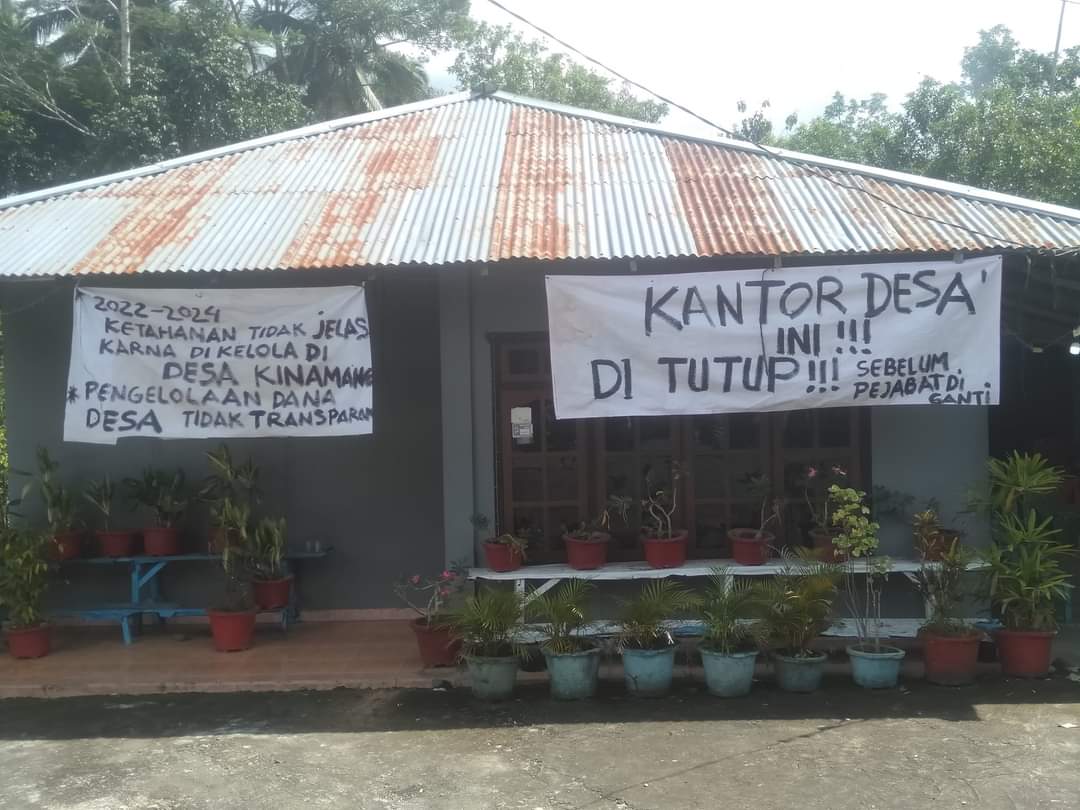 2022-2024
KETAHANAN TIDAK JELAS
KARNA DI KELOLA DI
DESA KINAMANG
* PENGELOLAAN DANA
DESA TIDAK TRANSPARAN
KANTOR DESA'
INI !!!
DI TUTUP !!! SEBELUM
PEJABAT DI
GANTI